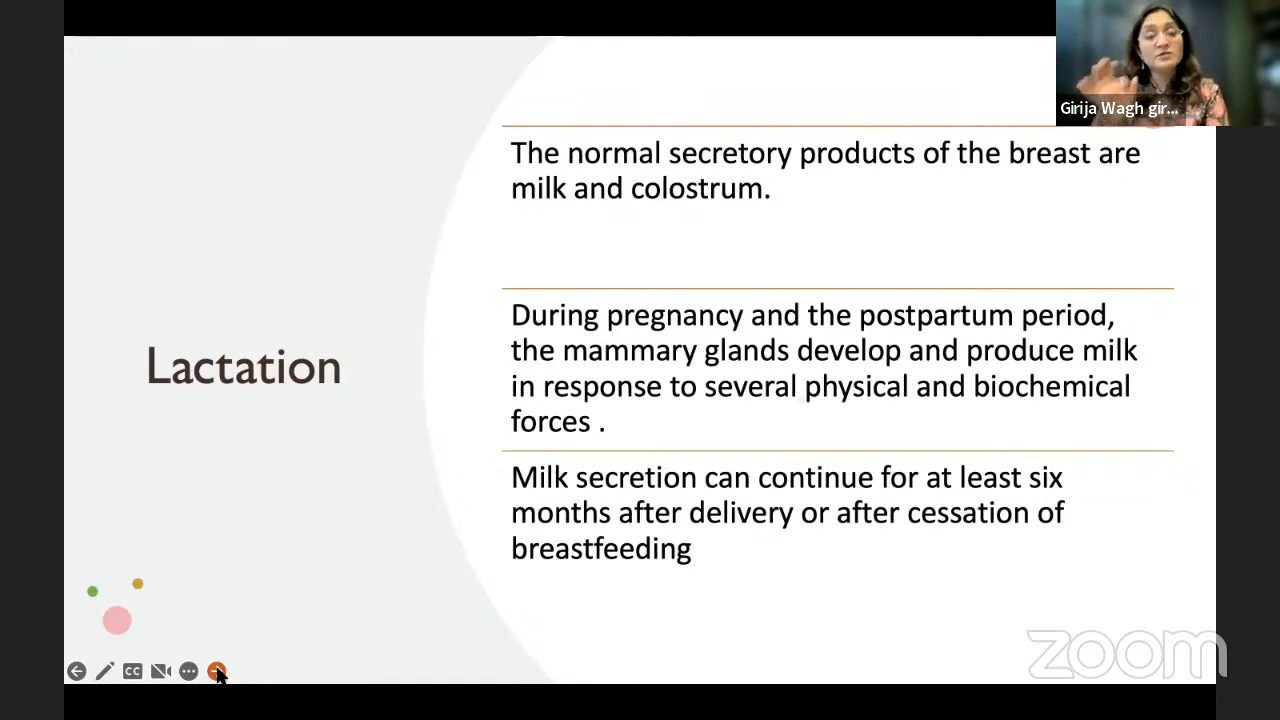 Girija Wagh gir...
The normal secretory products of the breast are
milk and colostrum.
During pregnancy and the postpartum period,
the mammary glands develop and produce milk
in response to several physical and biochemical
forces .
Lactation
Milk secretion can continue for at least six
months after delivery or after cessation of
breastfeeding
CC
zoom